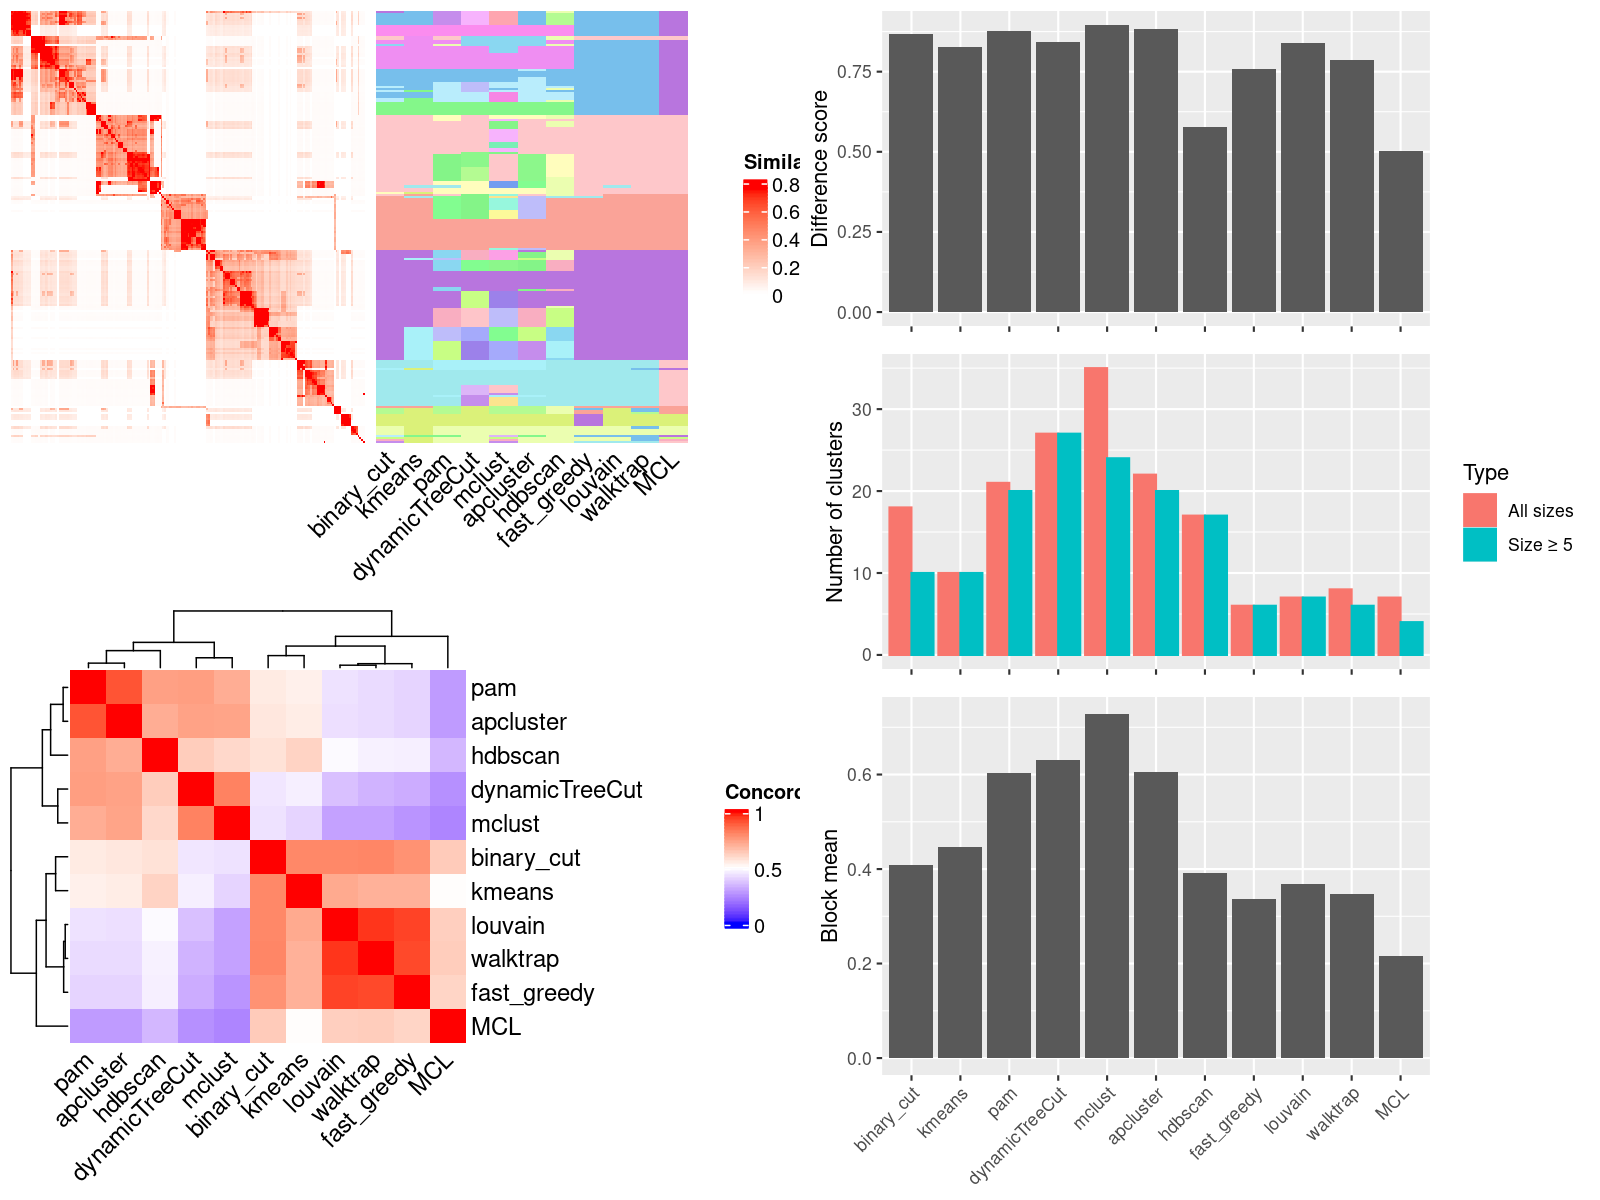 Simila
0.8
0.6
0.4
0.2
0
binary_cut
kmeans
pam
dynamicTreeCut
mclust
apcluster
hdbscan
fast_greedy
louvain
walktrap
MCL
Difference score
0.75
0.50
0.25
0.00
Number of clusters
30
20
10
0
Type
All sizes
Size ≥ 5
pam
apcluster
hdbscan
dynamicTreeCut
mclust
binary_cut
kmeans
louvain
walktrap
fast_greedy
MCL
pam
apcluster
hdbscan
dynamicTreeCut
mclust
binary_cut
kmeans
louvain
walktrap
fast_greedy
MCL
Concord
1
0.5
0
Block mean
0.6
0.4
0.2
0.0
binary_cut
kmeans
pam
dynamicTreeCut
mclust
apcluster
hdbscan
fast_greedy
louvain
walktrap
MCL